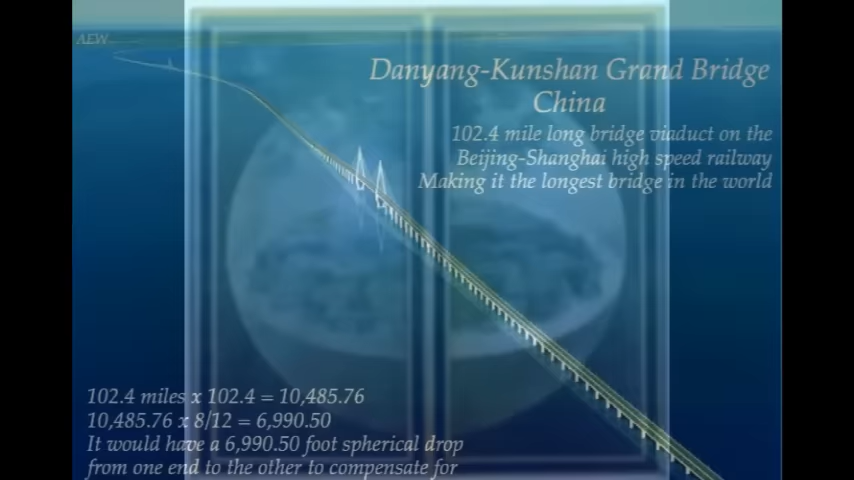 AEW
Danyang-Kunshan Grand Bridge
China
102.4 mile long bridge viaduct on the
Beijing-Shanghai high speed railway
Making it the longest bridge in the world
102.4 miles x 102.4 = 10,485.76
10,485.76 x 8/12 = 6,990.50
It would have a 6,990.50 foot spherical drop
from one end to the other to compensate for